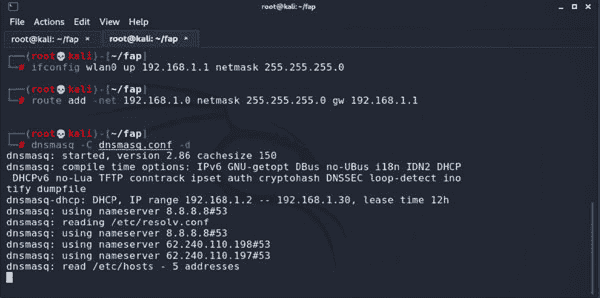 root@kali: ~/fap
File Actions Edit View Help
root@kali: ~/fap × root@kali: ~/fap ×
(root kali)-[~/fap]
# ifconfig wlan0 up 192.168.1.1 netmask 255.255.255.0
(root kali)-[~/fap]
# route add -net 192.168.1.0 netmask 255.255.255.0 gw 192.168.1.1
(root kali)-[~/fap]
# dnsmasq -C dnsmasq.conf -d
dnsmasq: started, version 2.86 cachesize 150
dnsmasq: compile time options: IPv6 GNU-getopt DBus no-UBus i18n IDN2 DHCP
DHCPv6 no-Lua TFTP conntrack ipset auth cryptohash DNSSEC loop-detect ino
tify dumpfile
dnsmasq-dhcp: DHCP, IP range 192.168.1.2 -- 192.168.1.30, lease time 12h
dnsmasq: using nameserver 8.8.8.8#53
dnsmasq: reading /etc/resolv.conf
dnsmasq: using nameserver 8.8.8.8#53
dnsmasq: using nameserver 62.240.110.198#53
dnsmasq: using nameserver 62.240.110.197#53
dnsmasq: read /etc/hosts - 5 addresses